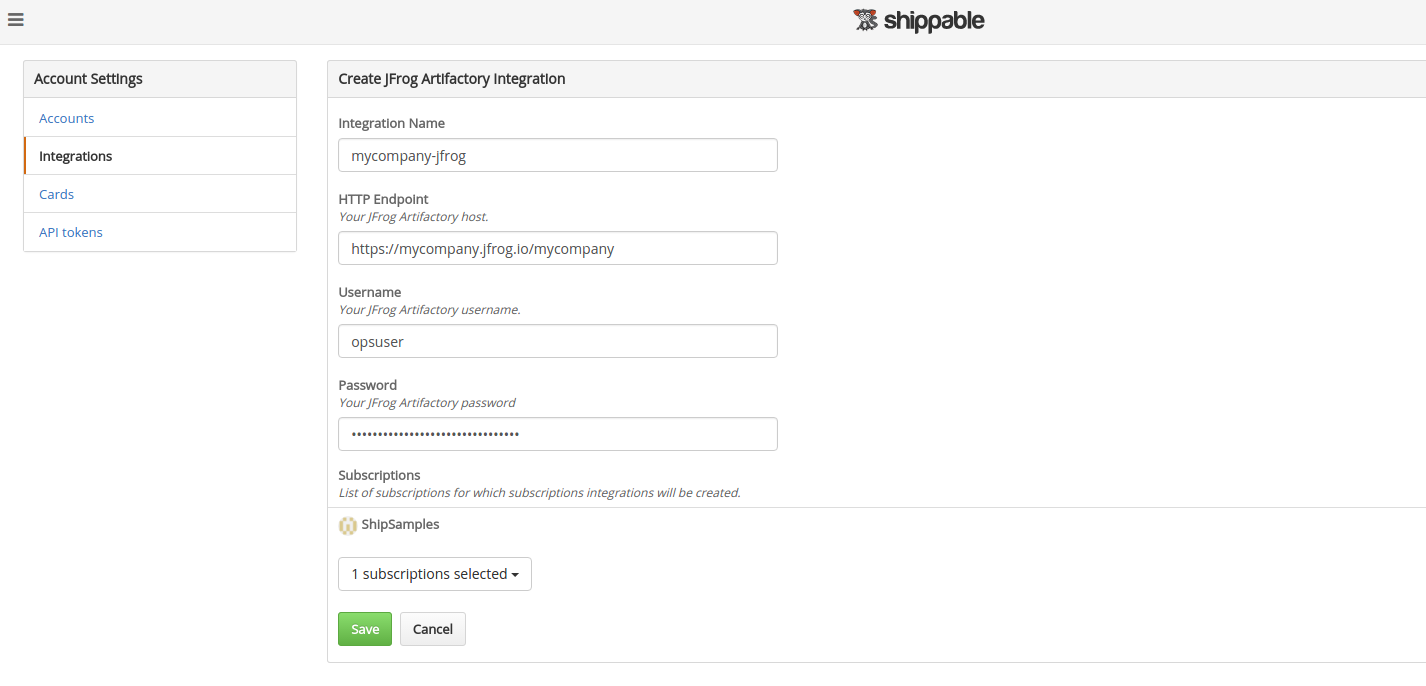 shippable
Account Settings
Accounts
Integrations
Cards
API tokens
Create JFrog Artifactory Integration
Integration Name
mycompany-jfrog
HTTP Endpoint
Your JFrog Artifactory host.
https://mycompany.jfrog.io/mycompany
Username
Your JFrog Artifactory username.
opsuser
Password
Your JFrog Artifactory password
••••••••••••••••••••••••••••••••
Subscriptions
List of subscriptions for which subscriptions integrations will be created.
ShipSamples
1 subscriptions selected
Save Cancel